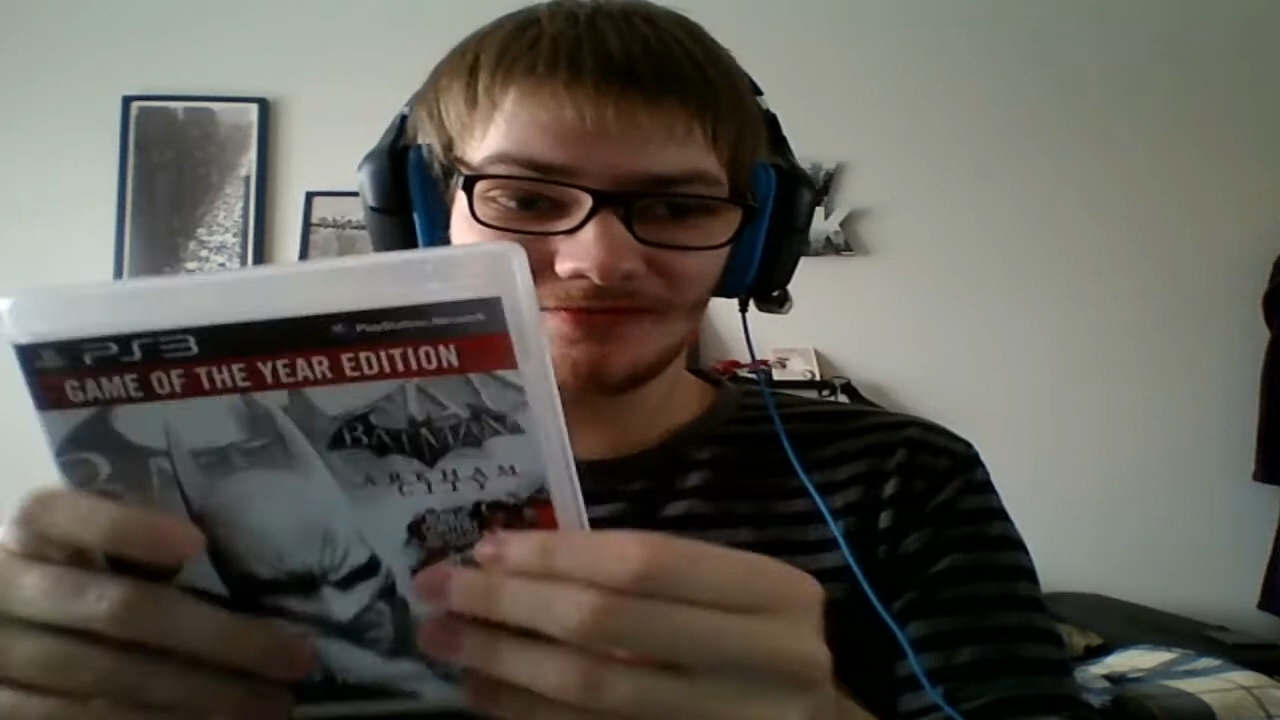 PlayStation Network
PS3
GAME OF THE YEAR EDITION
BATMAN
ARKHAM
CITY
K